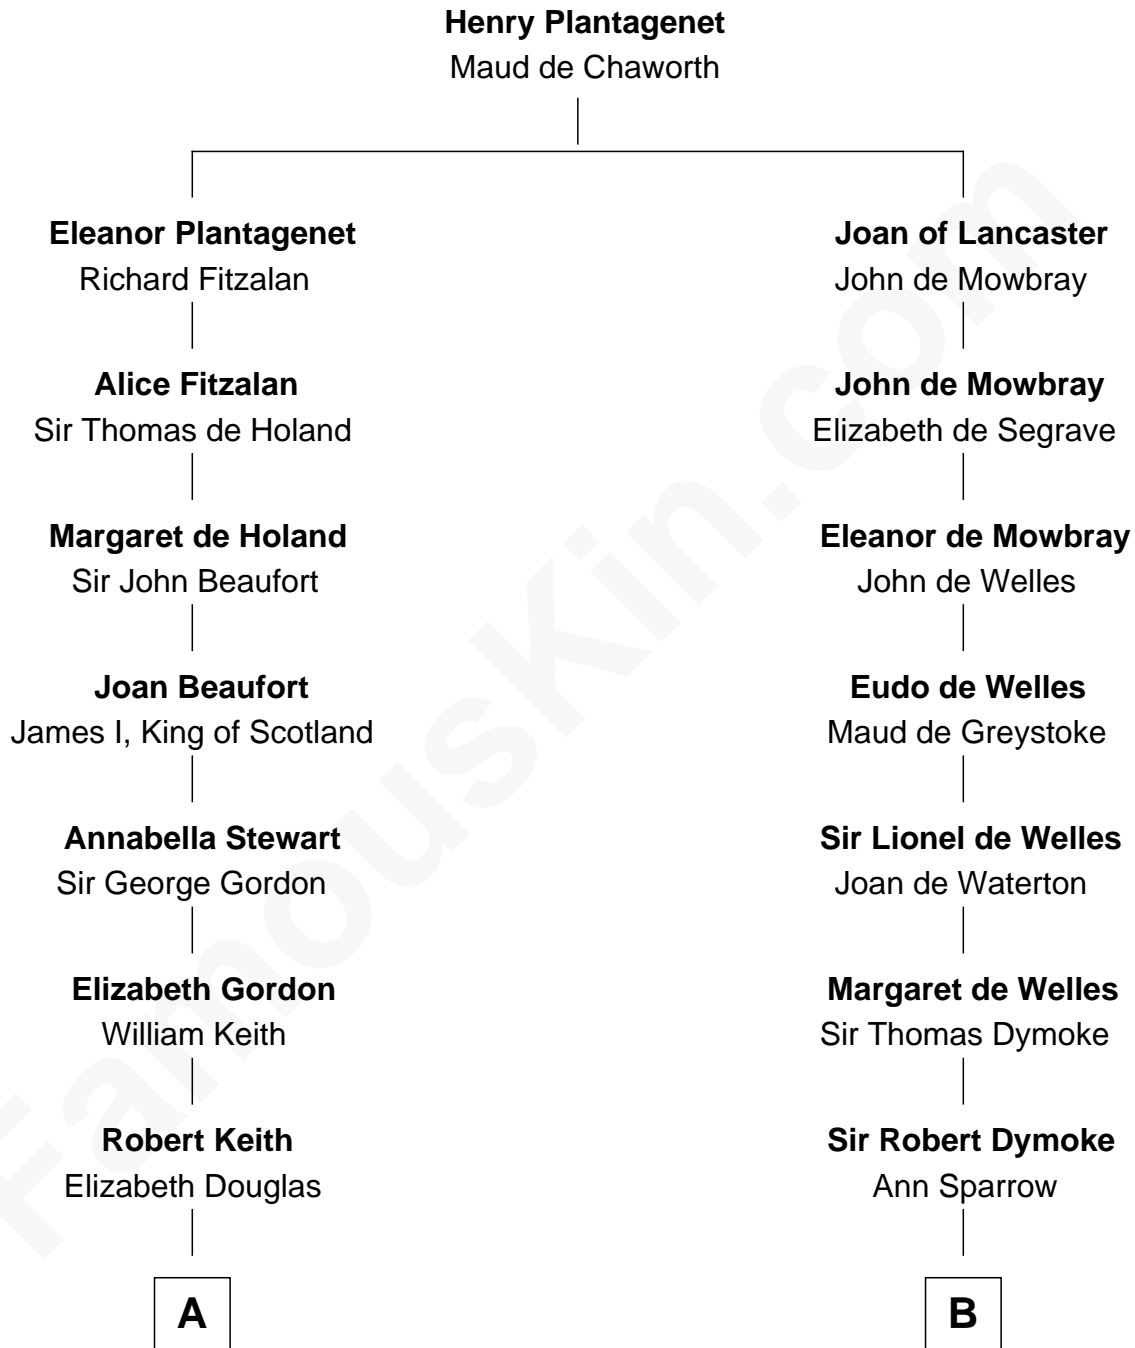 Henry Plantagenet
Maud de Chaworth
Eleanor Plantagenet
Richard Fitzalan
Joan of Lancaster
John de Mowbray
Alice Fitzalan
Sir Thomas de Holand
John de Mowbray
Elizabeth de Segrave
Margaret de Holand
Sir John Beaufort
Eleanor de Mowbray
John de Welles
Joan Beaufort
James I, King of Scotland
Eudo de Welles
Maud de Greystoke
Annabella Stewart
Sir George Gordon
Sir Lionel de Welles
Joan de Waterton
Elizabeth Gordon
William Keith
Margaret de Welles
Sir Thomas Dymoke
Robert Keith
Elizabeth Douglas
Sir Robert Dymoke
Ann Sparrow
A
B
FamousKin.com